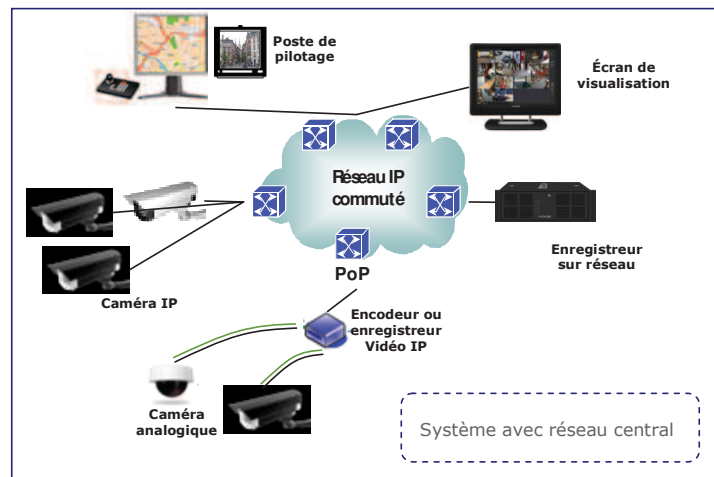 Poste de
pilotage
Écran de
visualisation
Réseau IP
commuté
PoP
Enregistreur
sur réseau
Caméra IP
Encodeur ou
enregistreur
Vidéo IP
Caméra
analogique
Système avec réseau central